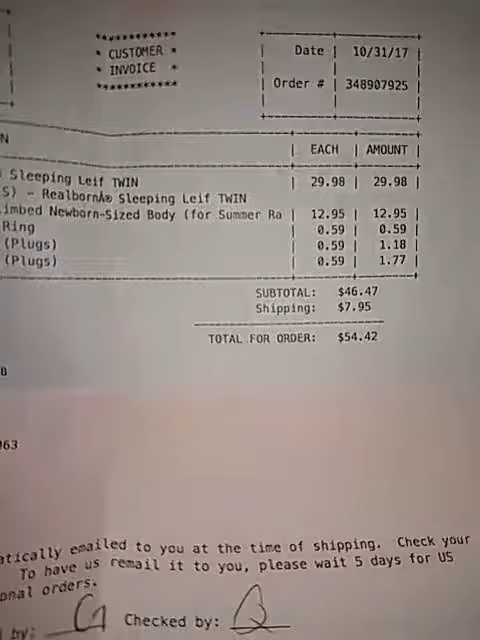 ***********
* CUSTOMER *
* INVOICE *
***********
Date | 10/31/17
Order # | 348907925
N
EACH | AMOUNT
Sleeping Leif TWIN | 29.98 | 29.98
S) - Realborn® Sleeping Leif TWIN
imbed Newborn-Sized Body (for Summer Ra | 12.95 | 12.95
Ring | 0.59 | 0.59
(Plugs) | 0.59 | 1.18
(Plugs) | 0.59 | 1.77
SUBTOTAL: $46.47
Shipping: $7.95
TOTAL FOR ORDER: $54.42
8
063
atically emailed to you at the time of shipping. Check your
To have us remail it to you, please wait 5 days for US
onal orders.
by: Checked by: